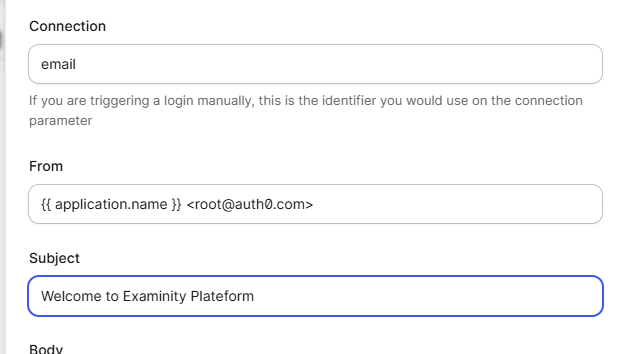 Connection
email
If you are triggering a login manually, this is the identifier you would use on the connection
parameter
From
{{ application.name }} <root@auth0.com>
Subject
Welcome to Examinity Plateform
Body